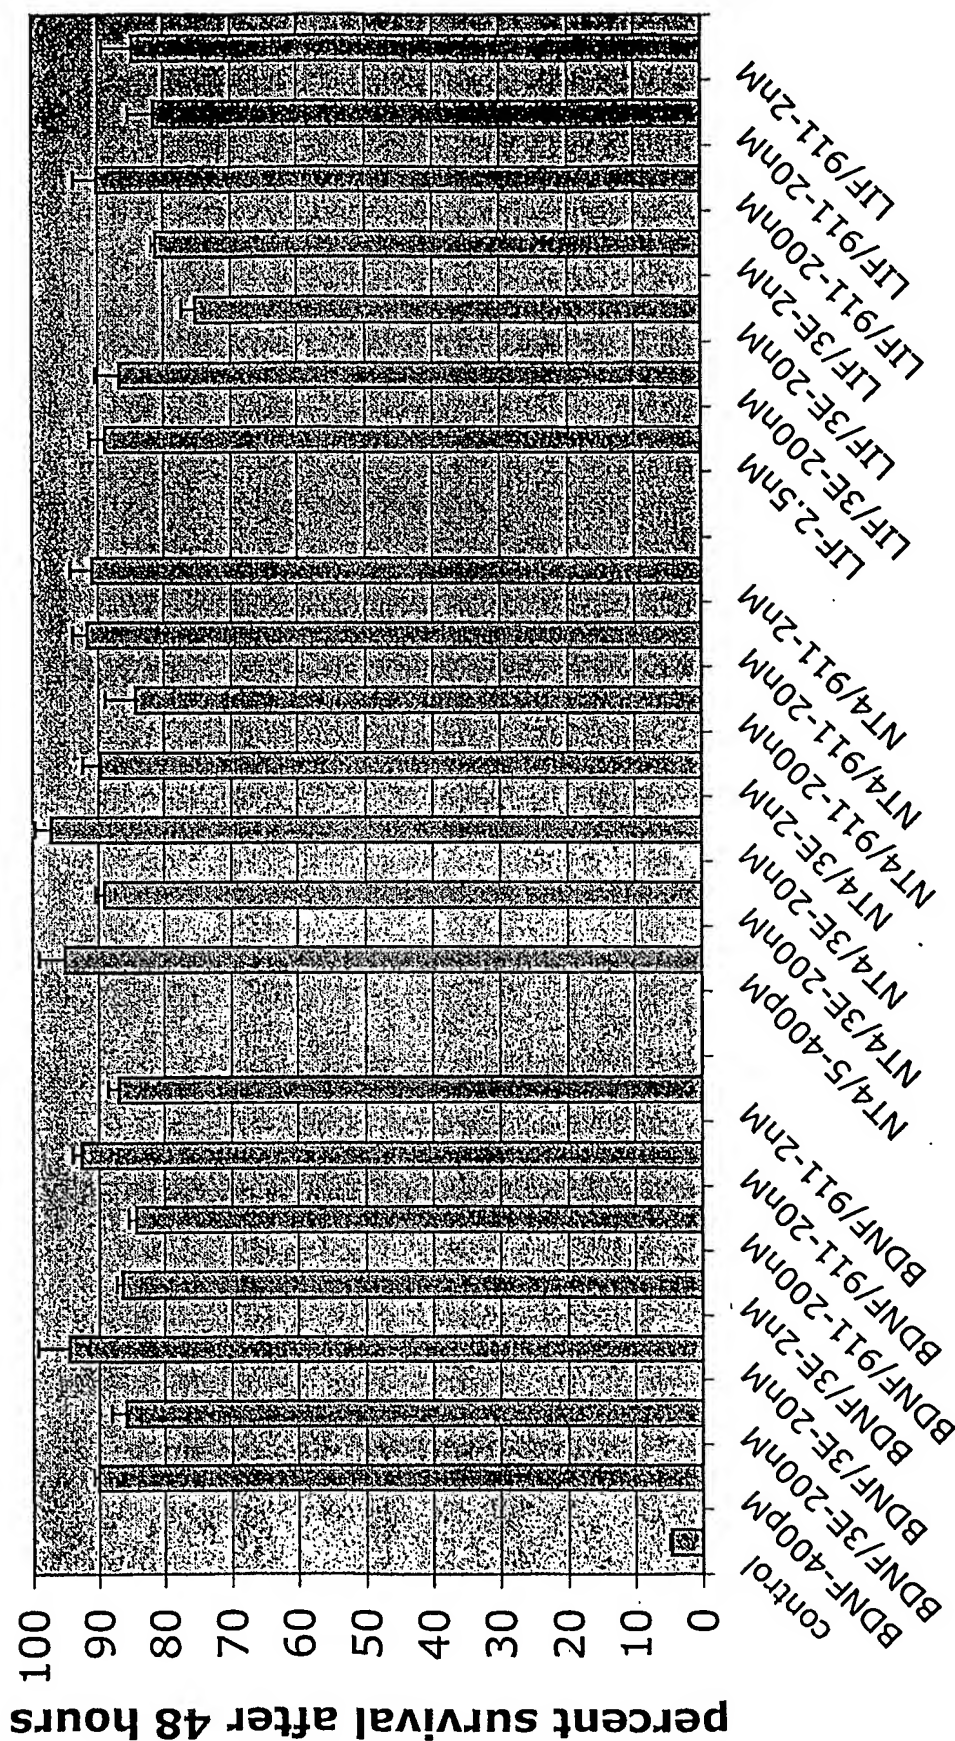 percent survival after 48 hours
100
90
80
70
60
50
40
30
20
10
0
control
BDNF-400pM
BDNF/3E-200nM
BDNF/3E-20nM
BDNF/3E-2nM
BDNF/911-200nM
BDNF/911-20nM
BDNF/911-2nM
NT4/5-400pM
NT4/3E-200nM
NT4/3E-20nM
NT4/3E-2nM
NT4/911-200nM
NT4/911-20nM
NT4/911-2nM
LIF-2.5nM
LIF/3E-200nM
LIF/3E-20nM
LIF/3E-2nM
LIF/911-200nM
LIF/911-20nM
LIF/911-2nM